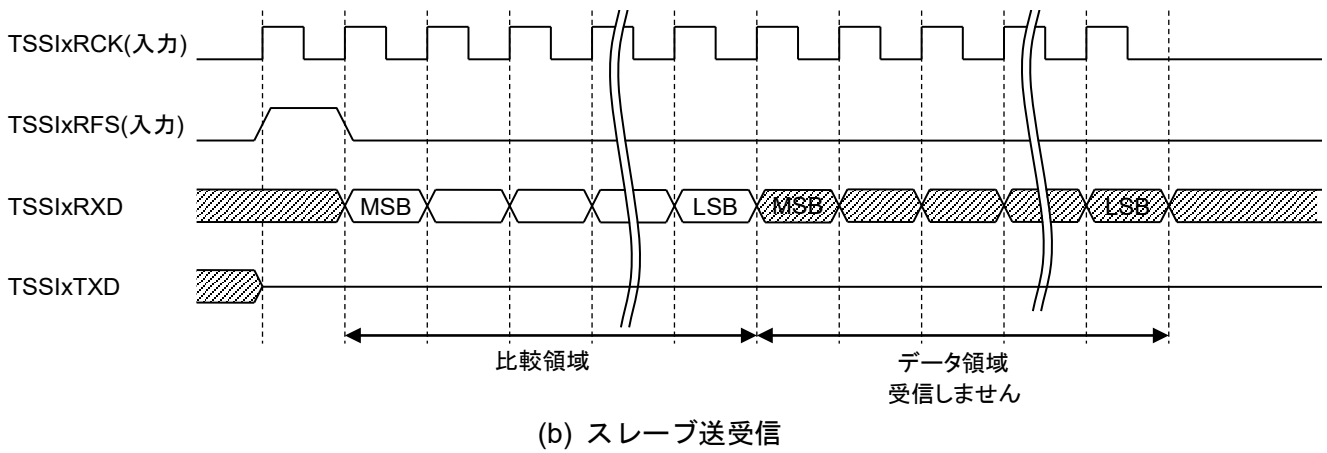 TSSIxRCK(入力)
TSSIxRFS(入力)
TSSIxRXD
MSB
LSB
MSB
LSB
TSSIxTXD
比較領域
データ領域
受信しません
(b) スレーブ送受信